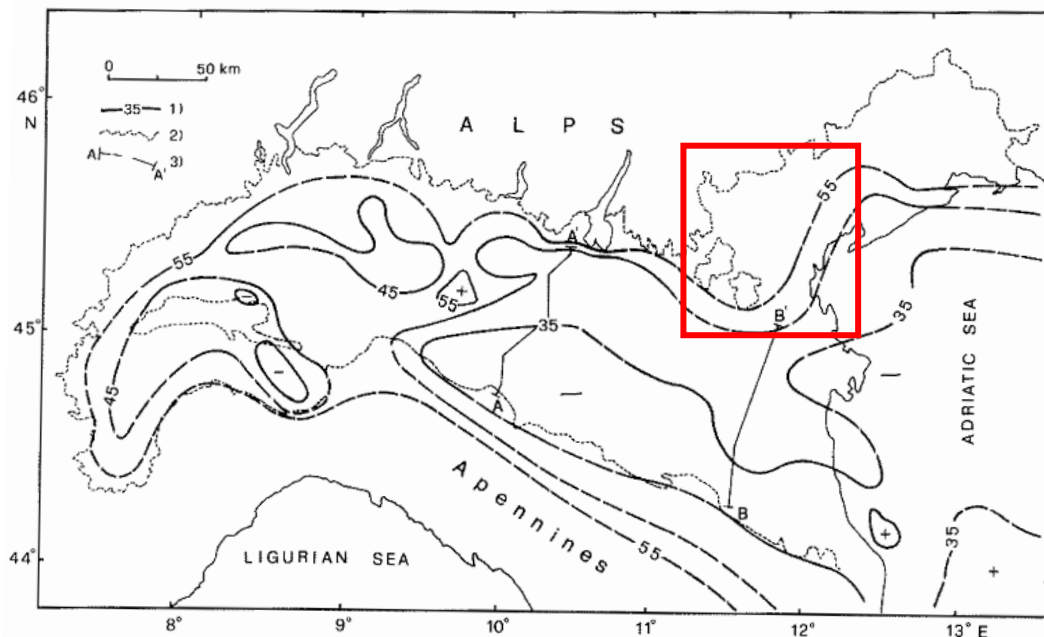 0 50 km
46°
N
35 1)
2)
A A' 3)
A L P S
55
55
A'
45
55
B'
45°
35
35
45
A
ADRIATIC SEA
B
Apennines
55
44°
LIGURIAN SEA
35
8° 9° 10° 11° 12° 13° E